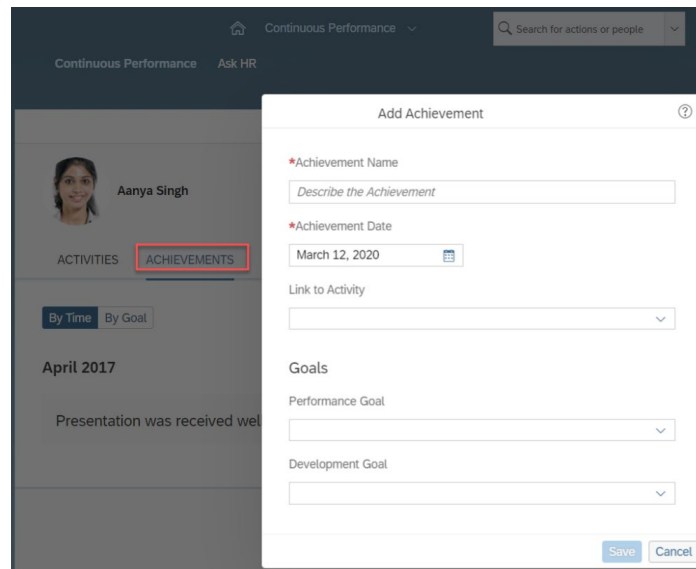 Continuous Performance
Search for actions or people
Continuous Performance Ask HR
Add Achievement
Aanya Singh
ACTIVITIES ACHIEVEMENTS
By Time By Goal
April 2017
Presentation was received wel
*Achievement Name
Describe the Achievement
*Achievement Date
March 12, 2020
Link to Activity
Goals
Performance Goal
Development Goal
Save Cancel